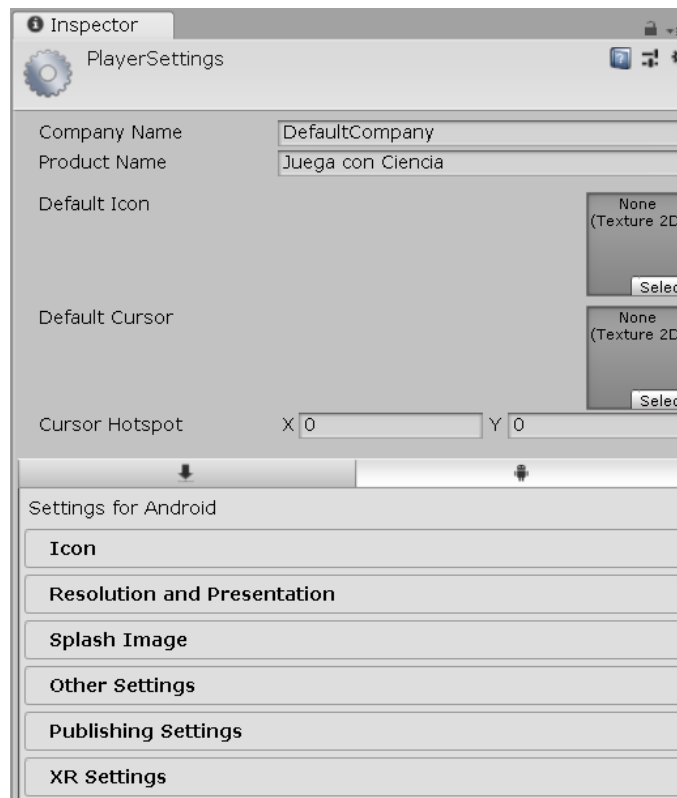 Inspector
PlayerSettings
Company Name DefaultCompany
Product Name Juega con Ciencia
Default Icon None
(Texture 2D
Selec
Default Cursor None
(Texture 2D
Selec
Cursor Hotspot X 0 Y 0
Settings for Android
Icon
Resolution and Presentation
Splash Image
Other Settings
Publishing Settings
XR Settings